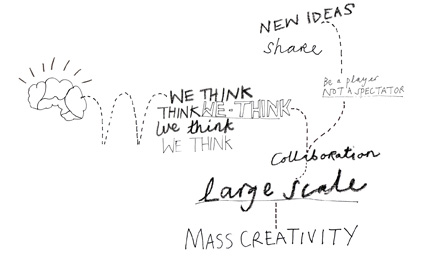 NEW IDEAS
Share
Be a player
NOT A SPECTATOR
WE THINK
THINK WE-THINK
We think
WE THINK
Collaboration
large scale
MASS CREATIVITY